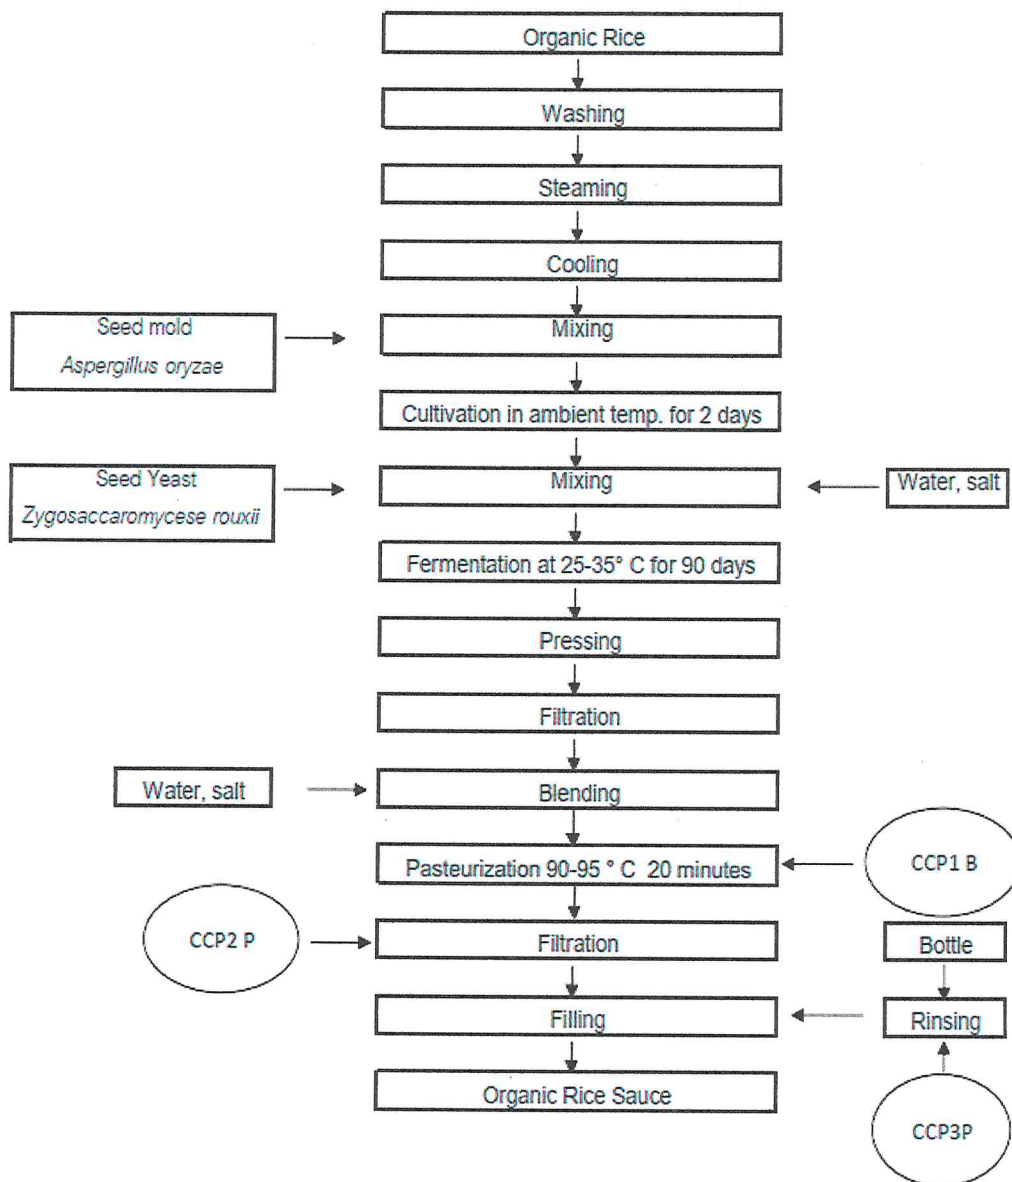 Organic Rice
Washing
Steaming
Cooling
Seed mold
Aspergillus oryzae
Mixing
Cultivation in ambient temp. for 2 days
Seed Yeast
Zygosaccaromycese rouxii
Mixing
Water, salt
Fermentation at 25-35° C for 90 days
Pressing
Filtration
Water, salt
Blending
Pasteurization 90-95 ° C 20 minutes
CCP1 B
CCP2 P
Filtration
Bottle
Filling
Rinsing
Organic Rice Sauce
CCP3P